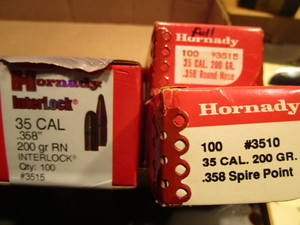 Hornady
InterLock®
35 CAL
.358"
200 gr RN
INTERLOCK®
Qty: 100
#3515
Full
Hornady
100 #3515
35 CAL. 200 GR.
.358 Round Nose
Hornady
100 #3510
35 CAL. 200 GR.
.358 Spire Point